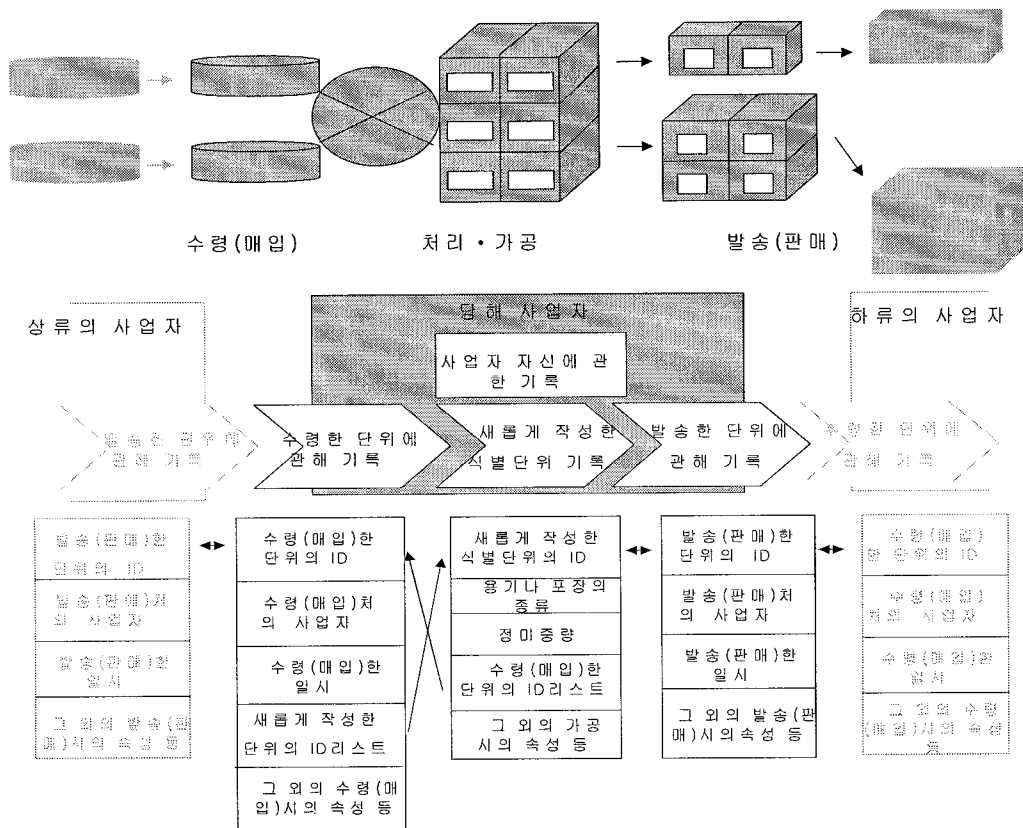 수령(매입)
처리・가공
발송(판매)
상류의 사업자
당해 사업자
하류의 사업자
사업자 자신에 관
한 기록
발송한 단위에
관해 기록
수령한 단위에
관해 기록
새롭게 작성한
식별단위 기록
발송한 단위에
관해 기록
수령한 단위에
관해 기록
발송(판매)한
단위의 ID
발송(판매)처
의 사업자
발송(판매)한
일시
그 외의 발송(판
매)시의 속성 등
수령(매입)한
단위의 ID
수령(매입)처
의 사업자
수령(매입)한
일시
새롭게 작성한
단위의 ID리스트
그 외의 수령(매
입)시의 속성 등
새롭게 작성한
식별단위의 ID
용기나 포장의
종류
정미중량
수령(매입)한
단위의 ID리스트
그 외의 가공
시의 속성 등
발송(판매)한
단위의 ID
발송(판매)처
의 사업자
발송(판매)한
일시
그 외의 발송(판
매)시의 속성 등
수령(매입)
한 단위의 ID
수령(매입)
처의 사업자
수령(매입)한
일시
그 외의 수령
(매입)시의 속성
등